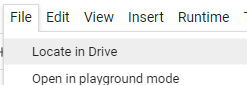 File Edit View Insert Runtime
Locate in Drive
Open in playground mode